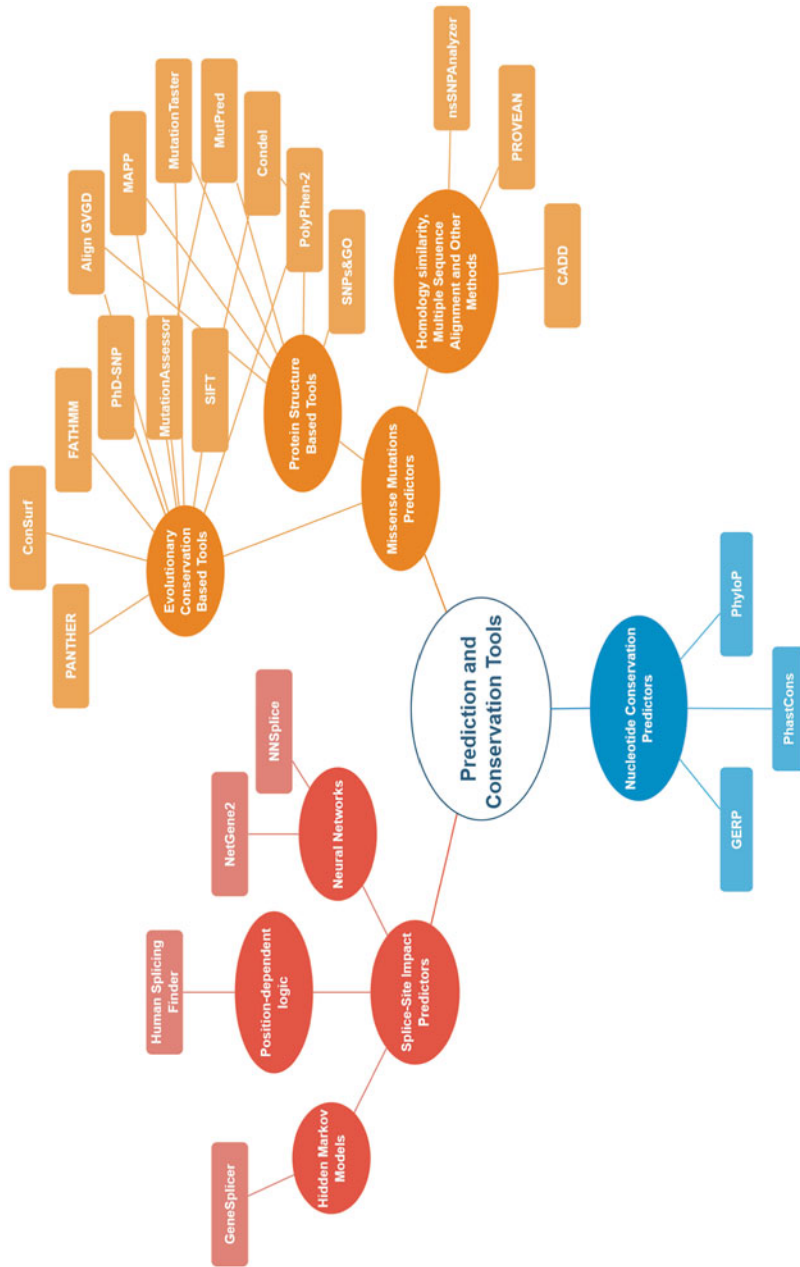 GeneSplicer
Human Splicing
Finder
NetGene2
NNSplice
Hidden Markov
Models
Position-dependent
logic
Neural Networks
Splice-Site Impact
Predictors
PANTHER
ConSurf
FATHMM
Align GVGD
PhD-SNP
MAPP
MutationAssessor
MutationTaster
SIFT
MutPred
Condel
PolyPhen-2
SNPs&GO
Evolutionary
Conservation
Based Tools
Protein Structure
Based Tools
Missense Mutations
Predictors
Homology similarity,
Multiple Sequence
Alignment and Other
Methods
nsSNPAnalyzer
PROVEAN
CADD
Prediction and
Conservation Tools
Nucleotide Conservation
Predictors
GERP
PhastCons
PhyloP